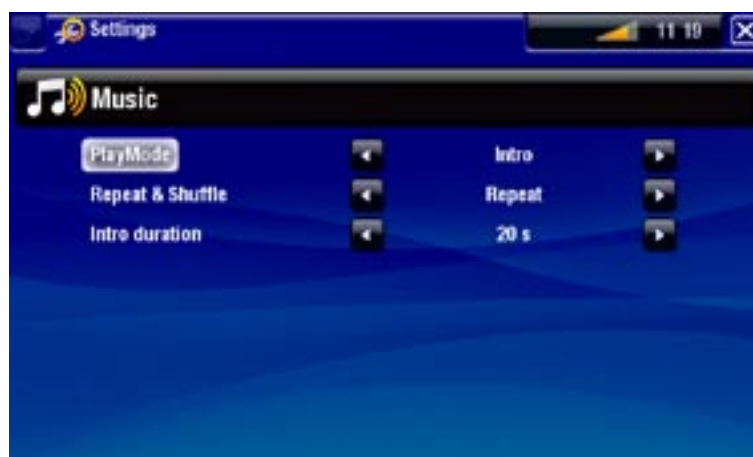 Settings 11 19
Music
PlayMode Intro
Repeat & Shuffle Repeat
Intro duration 20 s